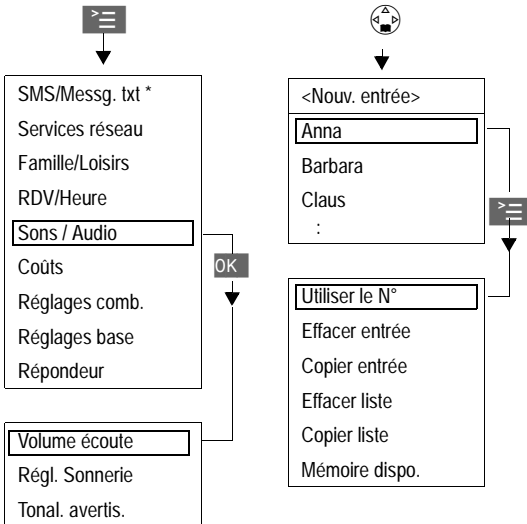 SMS/Messg. txt *
Services réseau
Famille/Loisirs
RDV/Heure
Sons / Audio
Coûts
Réglages comb.
Réglages base
Répondeur
OK
Volume écoute
Régl. Sonnerie
Tonal. avertis.
<Nouv. entrée>
Anna
Barbara
Claus
:
Utiliser le N°
Effacer entrée
Copier entrée
Effacer liste
Copier liste
Mémoire dispo.